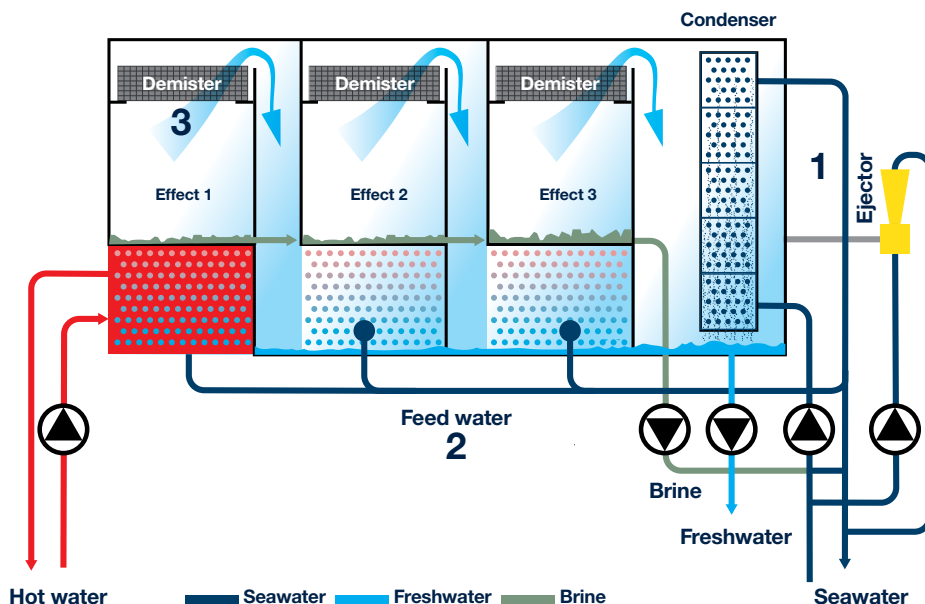 Condenser
Demister
Demister
Demister
3
1
Ejector
Effect 1
Effect 2
Effect 3
Feed water
2
Brine
Freshwater
Hot water
Seawater
Freshwater
Brine
Seawater